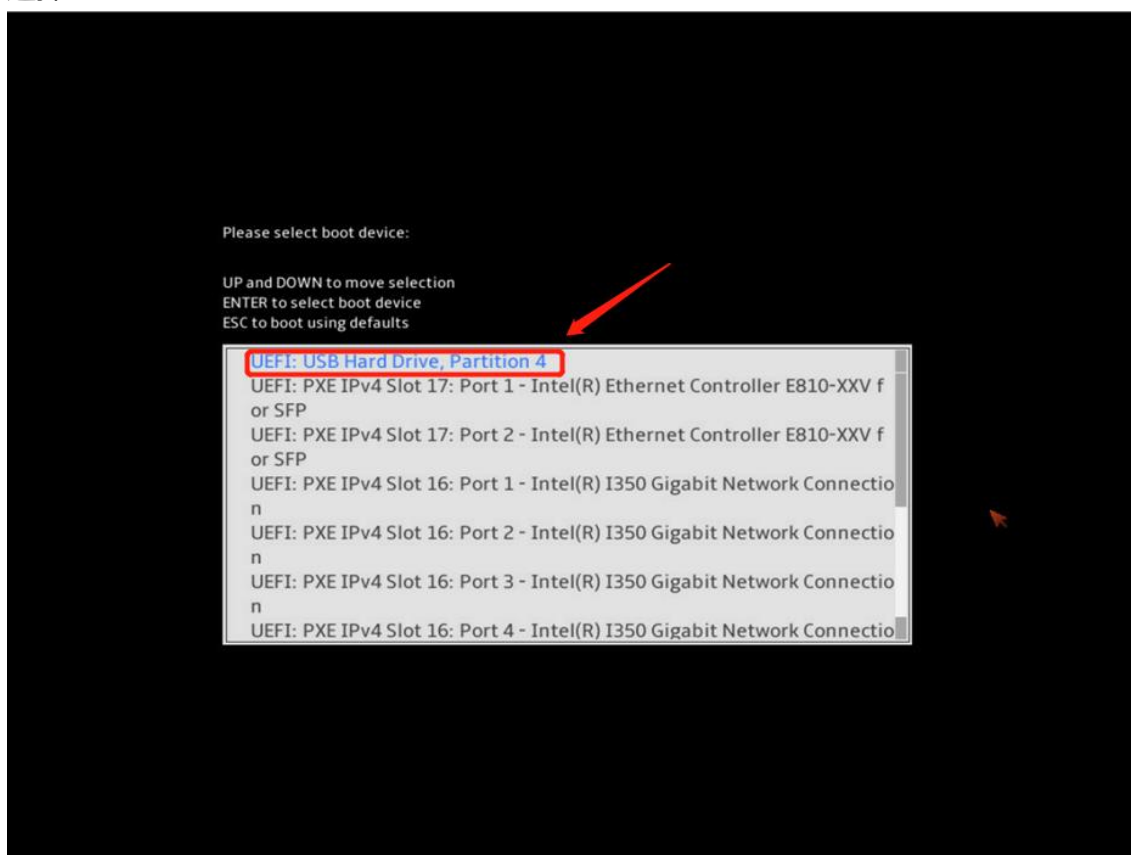 Please select boot device:
UP and DOWN to move selection
ENTER to select boot device
ESC to boot using defaults
UEFI: USB Hard Drive, Partition 4
UEFI: PXE IPv4 Slot 17: Port 1 - Intel(R) Ethernet Controller E810-XXV f
or SFP
UEFI: PXE IPv4 Slot 17: Port 2 - Intel(R) Ethernet Controller E810-XXV f
or SFP
UEFI: PXE IPv4 Slot 16: Port 1 - Intel(R) I350 Gigabit Network Connectio
n
UEFI: PXE IPv4 Slot 16: Port 2 - Intel(R) I350 Gigabit Network Connectio
n
UEFI: PXE IPv4 Slot 16: Port 3 - Intel(R) I350 Gigabit Network Connectio
n
UEFI: PXE IPv4 Slot 16: Port 4 - Intel(R) I350 Gigabit Network Connectio